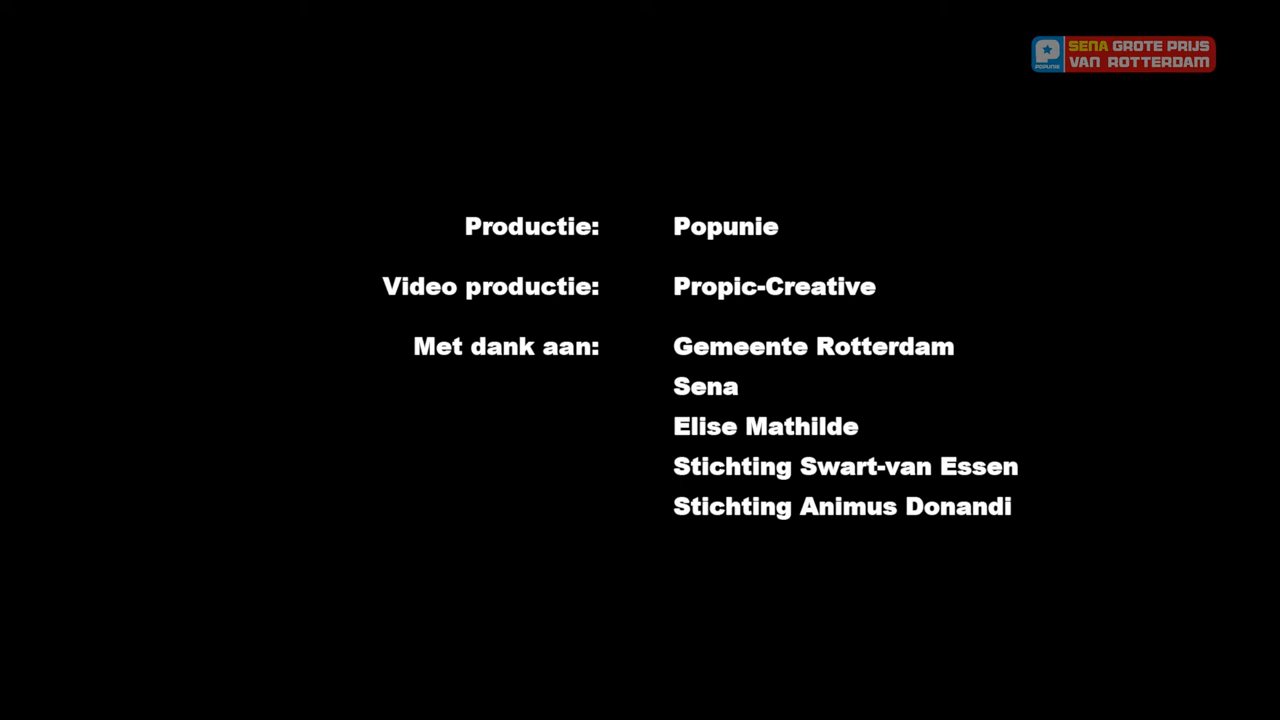 SENA GROTE PRIJS
VAN ROTTERDAM
POPUNIE
Productie: Popunie
Video productie: Propic-Creative
Met dank aan: Gemeente Rotterdam
Sena
Elise Mathilde
Stichting Swart-van Essen
Stichting Animus Donandi